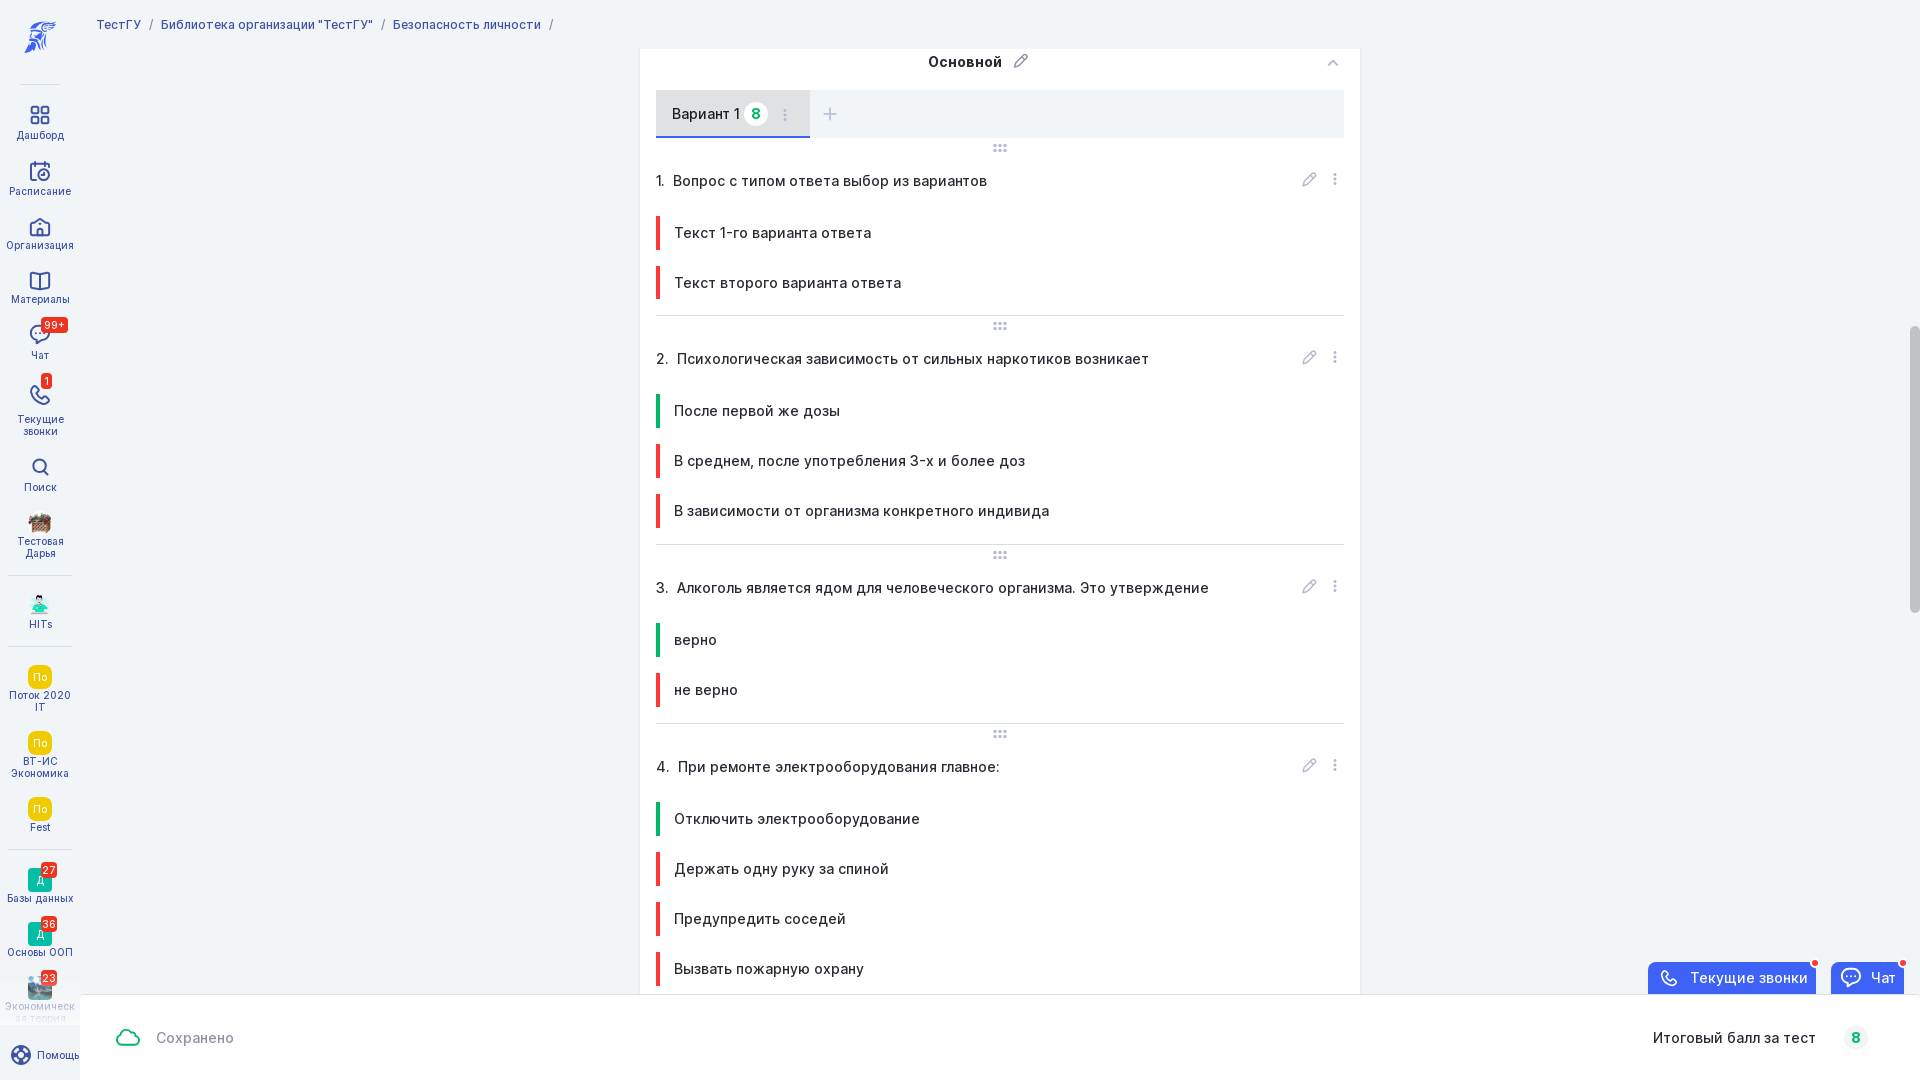 ТестГУ / Библиотека организации "ТестГУ" / Безопасность личности /
Дашборд
Расписание
Организация
Материалы
99+
Чат
1
Текущие
звонки
Поиск
Тестовая
Дарья
HITs
По
Поток 2020
IT
По
ВТ-ИС
Экономика
По
Fest
27
Д
Базы данных
36
Д
Основы ООП
23
Экономическ
ая теория
Помощь
Основной
Вариант 1 8
1. Вопрос с типом ответа выбор из вариантов
Текст 1-го варианта ответа
Текст второго варианта ответа
2. Психологическая зависимость от сильных наркотиков возникает
После первой же дозы
В среднем, после употребления 3-х и более доз
В зависимости от организма конкретного индивида
3. Алкоголь является ядом для человеческого организма. Это утверждение
верно
не верно
4. При ремонте электрооборудования главное:
Отключить электрооборудование
Держать одну руку за спиной
Предупредить соседей
Вызвать пожарную охрану
Текущие звонки
Чат
Сохранено
Итоговый балл за тест 8